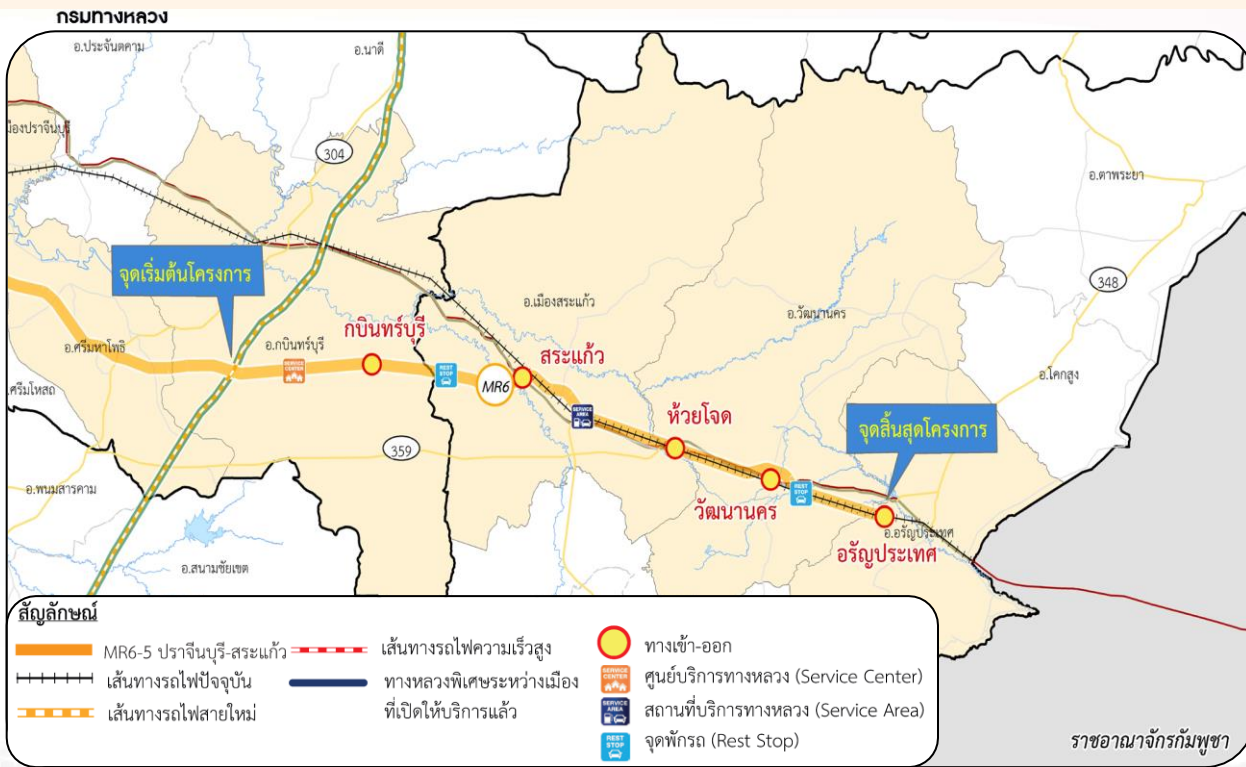 กรมทางหลวง
อ.ประจันตคาม
อ.นาดี
เมืองปราจีนบุรี
304
อ.ตาพระยา
จุดเริ่มต้นโครงการ
348
อ.เมืองสระแก้ว
อ.วัฒนานคร
กบินทร์บุรี
อ.ศรีมหาโพธิ
อ.กบินทร์บุรี
สระแก้ว
อ.โคกสูง
SERVICE CENTER
REST STOP
MR6
ศรีมโหสถ
SERVICE AREA
ห้วยโจด
จุดสิ้นสุดโครงการ
359
อ.พนมสารคาม
REST STOP
วัฒนานคร
อ.อรัญประเทศ
อรัญประเทศ
อ.สนามชัยเขต
สัญลักษณ์
MR6-5 ปราจีนบุรี-สระแก้ว
เส้นทางรถไฟปัจจุบัน
เส้นทางรถไฟสายใหม่
เส้นทางรถไฟความเร็วสูง
ทางหลวงพิเศษระหว่างเมือง
ที่เปิดให้บริการแล้ว
ทางเข้า-ออก
SERVICE CENTER
ศูนย์บริการทางหลวง (Service Center)
SERVICE AREA
สถานที่บริการทางหลวง (Service Area)
REST STOP
จุดพักรถ (Rest Stop)
ราชอาณาจักรกัมพูชา